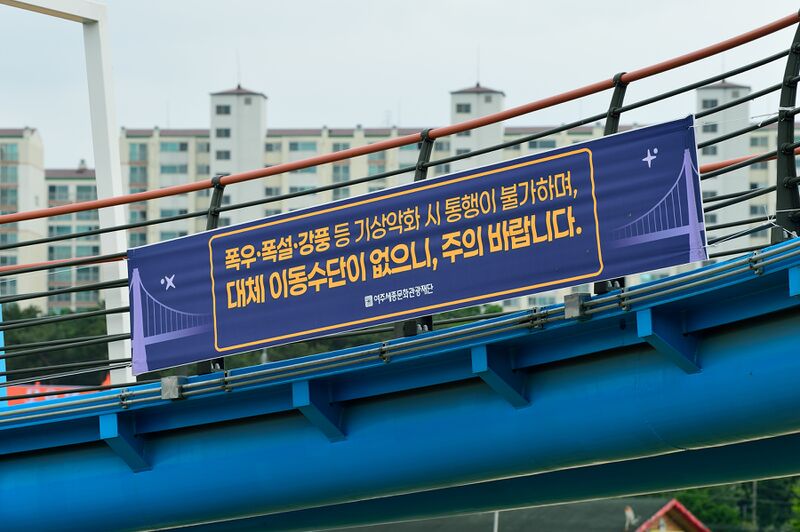 폭우·폭설·강풍 등 기상악화 시 통행이 불가하며,
대체 이동수단이 없으니, 주의 바랍니다.
여주세종문화관광재단